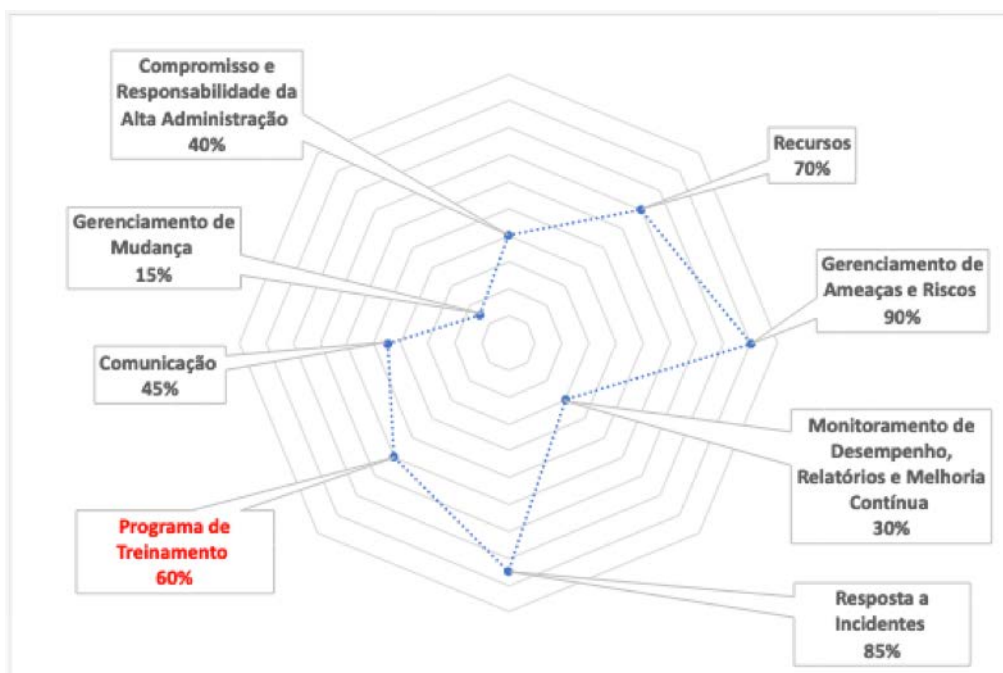 Compromisso e
Responsabilidade da
Alta Administração
40%
Recursos
70%
Gerenciamento de
Mudança
15%
Gerenciamento de
Ameaças e Riscos
90%
Comunicação
45%
Monitoramento de
Desempenho,
Relatórios e Melhoria
Contínua
30%
Programa de
Treinamento
60%
Resposta a
Incidentes
85%